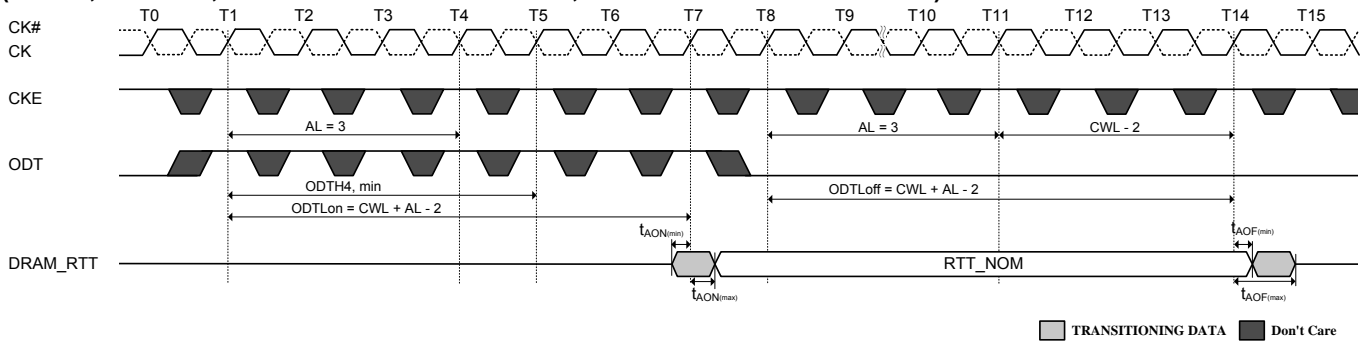 T0 T1 T2 T3 T4 T5 T6 T7 T8 T9 T10 T11 T12 T13 T14 T15
CK#
CK
CKE
AL = 3 AL = 3 CWL - 2
ODT
ODTH4, min ODTLoff = CWL + AL - 2
ODTLon = CWL + AL - 2
tAON(min) tAOF(min)
DRAM_RTT RTT_NOM
tAON(max) tAOF(max)
TRANSITIONING DATA Don't Care